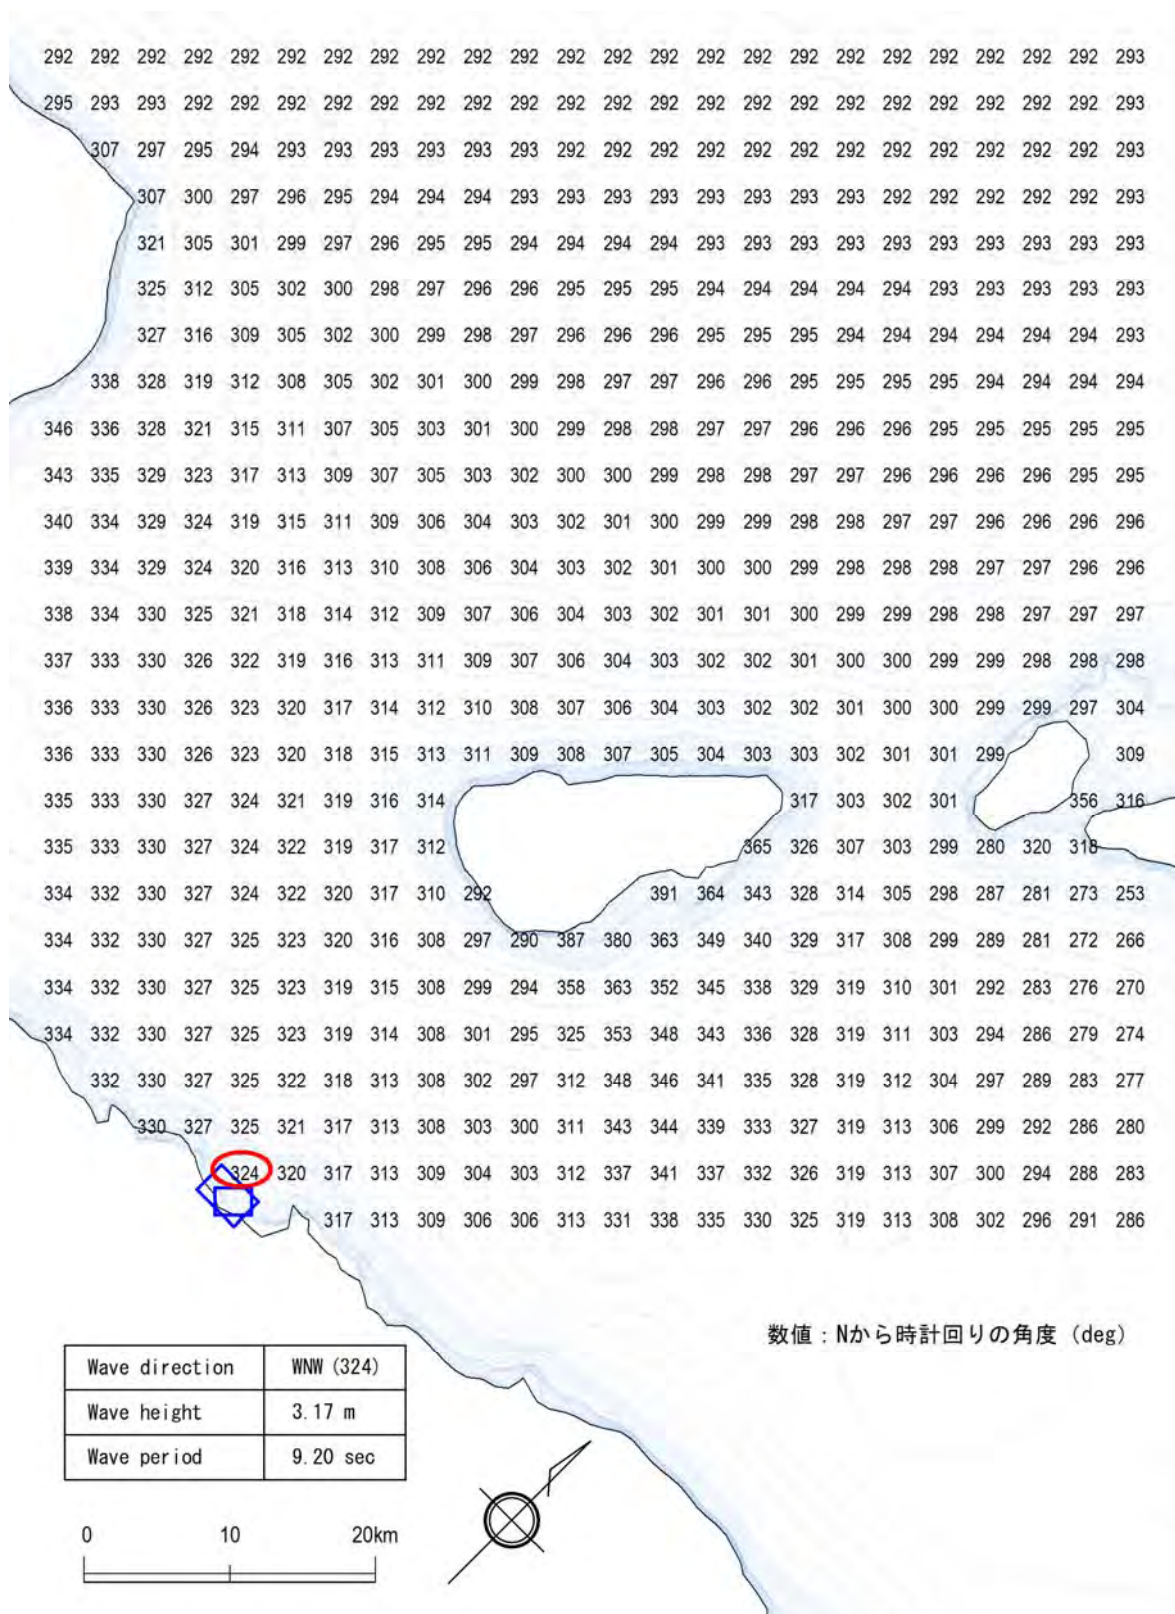 292 292 292 292 292 292 292 292 292 292 292 292 292 292 292 292 292 292 292 292 292 292 292 293
295 293 293 292 292 292 292 292 292 292 292 292 292 292 292 292 292 292 292 292 292 292 292 293
307 297 295 294 293 293 293 293 293 293 292 292 292 292 292 292 292 292 292 292 292 292 293
307 300 297 296 295 294 294 294 293 293 293 293 293 293 293 293 292 292 292 292 292 293
321 305 301 299 297 296 295 295 294 294 294 294 293 293 293 293 293 293 293 293 293 293
325 312 305 302 300 298 297 296 296 295 295 295 294 294 294 294 294 293 293 293 293 293
327 316 309 305 302 300 299 298 297 296 296 296 295 295 295 294 294 294 294 294 294 293
338 328 319 312 308 305 302 301 300 299 298 297 297 296 296 295 295 295 295 294 294 294 294
346 336 328 321 315 311 307 305 303 301 300 299 298 298 297 297 296 296 296 295 295 295 295 295
343 335 329 323 317 313 309 307 305 303 302 300 300 299 298 298 297 297 296 296 296 296 295 295
340 334 329 324 319 315 311 309 306 304 303 302 301 300 299 299 298 298 297 297 296 296 296 296
339 334 329 324 320 316 313 310 308 306 304 303 302 301 300 300 299 298 298 298 297 297 296 296
338 334 330 325 321 318 314 312 309 307 306 304 303 302 301 301 300 299 299 298 298 297 297 297
337 333 330 326 322 319 316 313 311 309 307 306 304 303 302 302 301 300 300 299 299 298 298 298
336 333 330 326 323 320 317 314 312 310 308 307 306 304 303 302 302 301 300 300 299 299 297 304
336 333 330 326 323 320 318 315 313 311 309 308 307 305 304 303 303 302 301 301 299 309
335 333 330 327 324 321 319 316 314 317 303 302 301 356 316
335 333 330 327 324 322 319 317 312 365 326 307 303 299 280 320 318
334 332 330 327 324 322 320 317 310 292 391 364 343 328 314 305 298 287 281 273 253
334 332 330 327 325 323 320 316 308 297 290 387 380 363 349 340 329 317 308 299 289 281 272 266
334 332 330 327 325 323 319 315 308 299 294 358 363 352 345 338 329 319 310 301 292 283 276 270
334 332 330 327 325 323 319 314 308 301 295 325 353 348 343 336 328 319 311 303 294 286 279 274
332 330 327 325 322 318 313 308 302 297 312 348 346 341 335 328 319 312 304 297 289 283 277
330 327 325 321 317 313 308 303 300 311 343 344 339 333 327 319 313 306 299 292 286 280
324 320 317 313 309 304 303 312 337 341 337 332 326 319 313 307 300 294 288 283
317 313 309 306 306 313 331 338 335 330 325 319 313 308 302 296 291 286
数値：Nから時計回りの角度（deg）
Wave direction WNW (324)
Wave height 3.17 m
Wave period 9.20 sec
0 10 20km